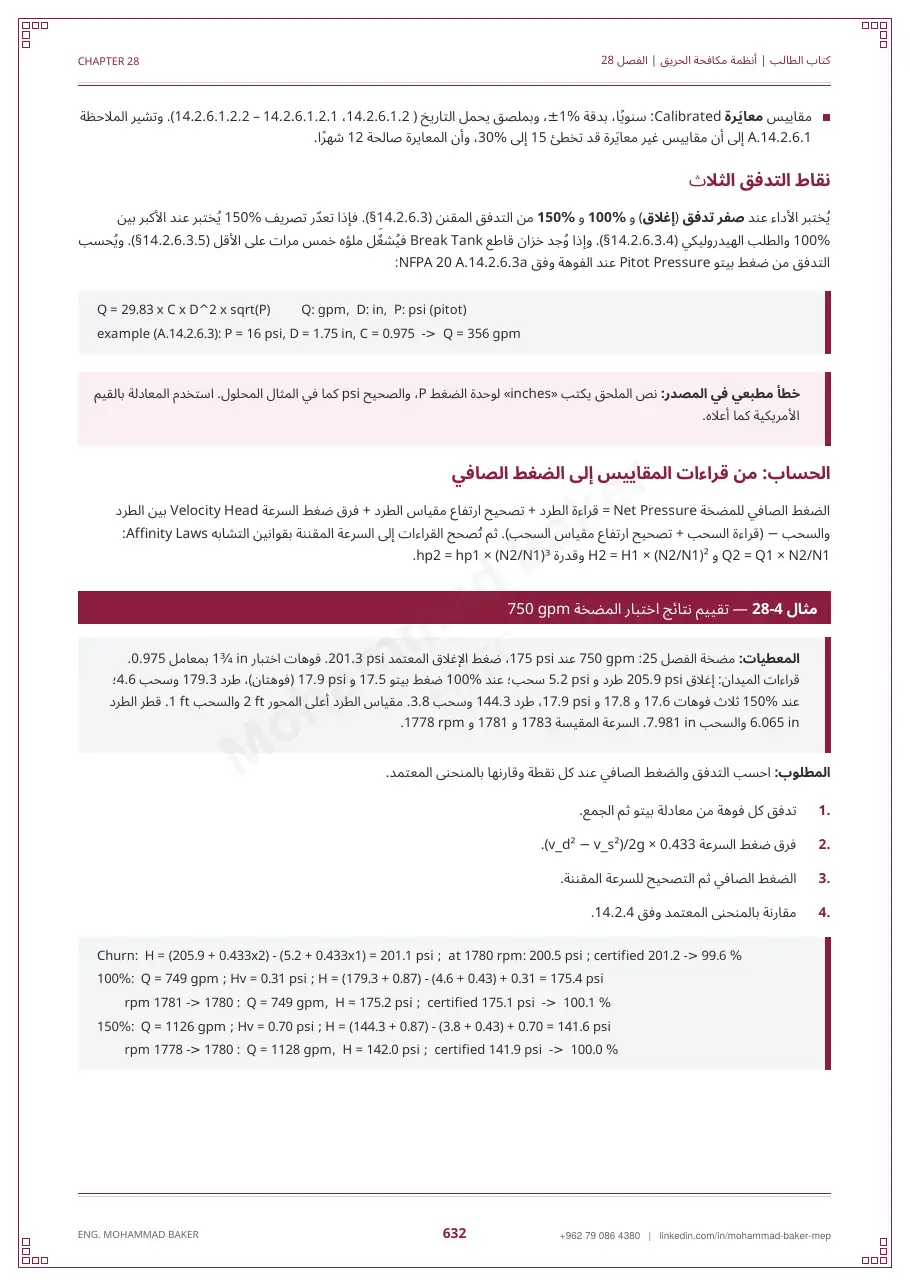 كتاب الطالب | أنظمة مكافحة الحريق | الفصل 28
CHAPTER 28
■ مقاييس معايَرة Calibrated: سنويًا، بدقة %1±، وبملصق يحمل التاريخ ( 14.2.6.1.2، 14.2.6.1.2.1 – 14.2.6.1.2.2). وتشير الملاحظة
A.14.2.6.1 إلى أن مقاييس غير معايَرة قد تخطئ 15 إلى %30، وأن المعايرة صالحة 12 شهرًا.
نقاط التدفق الثلاث
يُختبر الأداء عند صفر تدفق (إغلاق) و %100 و %150 من التدفق المقنن (14.2.6.3§). فإذا تعذّر تصريف %150 يُختبر عند الأكبر بين
%100 والطلب الهيدروليكي (14.2.6.3.4§). وإذا وُجد خزان قاطع Break Tank فيُشغَّل ملؤه خمس مرات على الأقل (14.2.6.3.5§). ويُحسب
التدفق من ضغط بيتو Pitot Pressure عند الفوهة وفق NFPA 20 A.14.2.6.3a:
Q = 29.83 x C x D^2 x sqrt(P) Q: gpm, D: in, P: psi (pitot)
example (A.14.2.6.3): P = 16 psi, D = 1.75 in, C = 0.975 -> Q = 356 gpm
خطأ مطبعي في المصدر: نص الملحق يكتب «inches» لوحدة الضغط P، والصحيح psi كما في المثال المحلول. استخدم المعادلة بالقيم
الأمريكية كما أعلاه.
الحساب: من قراءات المقاييس إلى الضغط الصافي
الضغط الصافي للمضخة Net Pressure = قراءة الطرد + تصحيح ارتفاع مقياس الطرد + فرق ضغط السرعة Velocity Head بين الطرد
والسحب − (قراءة السحب + تصحيح ارتفاع مقياس السحب). ثم تُصحح القراءات إلى السرعة المقننة بقوانين التشابه Affinity Laws:
Q2 = Q1 × N2/N1 و H2 = H1 × (N2/N1)² وقدرة hp2 = hp1 × (N2/N1)³.
مثال 4-28 — تقييم نتائج اختبار المضخة 750 gpm
المعطيات: مضخة الفصل 25: 750 gpm عند 175 psi، ضغط الإغلاق المعتمد 201.3 psi. فوهات اختبار 1¾ in بمعامل 0.975.
قراءات الميدان: إغلاق 205.9 psi طرد و 5.2 psi سحب؛ عند %100 ضغط بيتو 17.5 و 17.9 psi (فوهتان)، طرد 179.3 وسحب 4.6؛
عند %150 ثلاث فوهات 17.6 و 17.8 و 17.9 psi، طرد 144.3 وسحب 3.8. مقياس الطرد أعلى المحور 2 ft والسحب 1 ft. قطر الطرد
6.065 in والسحب 7.981 in. السرعة المقيسة 1783 و 1781 و 1778 rpm.
المطلوب: احسب التدفق والضغط الصافي عند كل نقطة وقارنها بالمنحنى المعتمد.
1. تدفق كل فوهة من معادلة بيتو ثم الجمع.
2. فرق ضغط السرعة (v_d² − v_s²)/2g × 0.433.
3. الضغط الصافي ثم التصحيح للسرعة المقننة.
4. مقارنة بالمنحنى المعتمد وفق 14.2.4.
Churn: H = (205.9 + 0.433x2) - (5.2 + 0.433x1) = 201.1 psi ; at 1780 rpm: 200.5 psi ; certified 201.2 -> 99.6 %
100%: Q = 749 gpm ; Hv = 0.31 psi ; H = (179.3 + 0.87) - (4.6 + 0.43) + 0.31 = 175.4 psi
rpm 1781 -> 1780 : Q = 749 gpm, H = 175.2 psi ; certified 175.1 psi -> 100.1 %
150%: Q = 1126 gpm ; Hv = 0.70 psi ; H = (144.3 + 0.87) - (3.8 + 0.43) + 0.70 = 141.6 psi
rpm 1778 -> 1780 : Q = 1128 gpm, H = 142.0 psi ; certified 141.9 psi -> 100.0 %
ENG. MOHAMMAD BAKER
632
+962 79 086 4380 | linkedin.com/in/mohammad-baker-mep